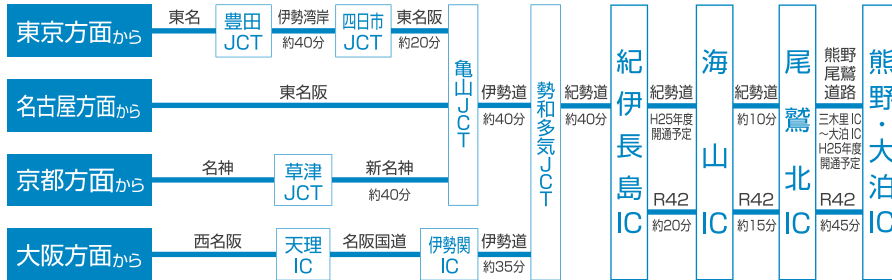 東京方面から
東名
豊田
JCT
伊勢湾岸
約40分
四日市
JCT
東名阪
約20分
名古屋方面から
東名阪
京都方面から
名神
草津
JCT
新名神
約40分
亀山JCT
伊勢道
約40分
大阪方面から
西名阪
天理
IC
名阪国道
伊勢関
IC
伊勢道
約35分
勢和多気JCT
紀勢道
約40分
紀伊長島IC
紀勢道
H25年度
開通予定
R42
約20分
海山IC
紀勢道
約10分
R42
約15分
尾鷲北IC
熊野
尾鷲
道路
三木里IC
～大泊IC
H25年度
開通予定
R42
約45分
熊野・大泊IC